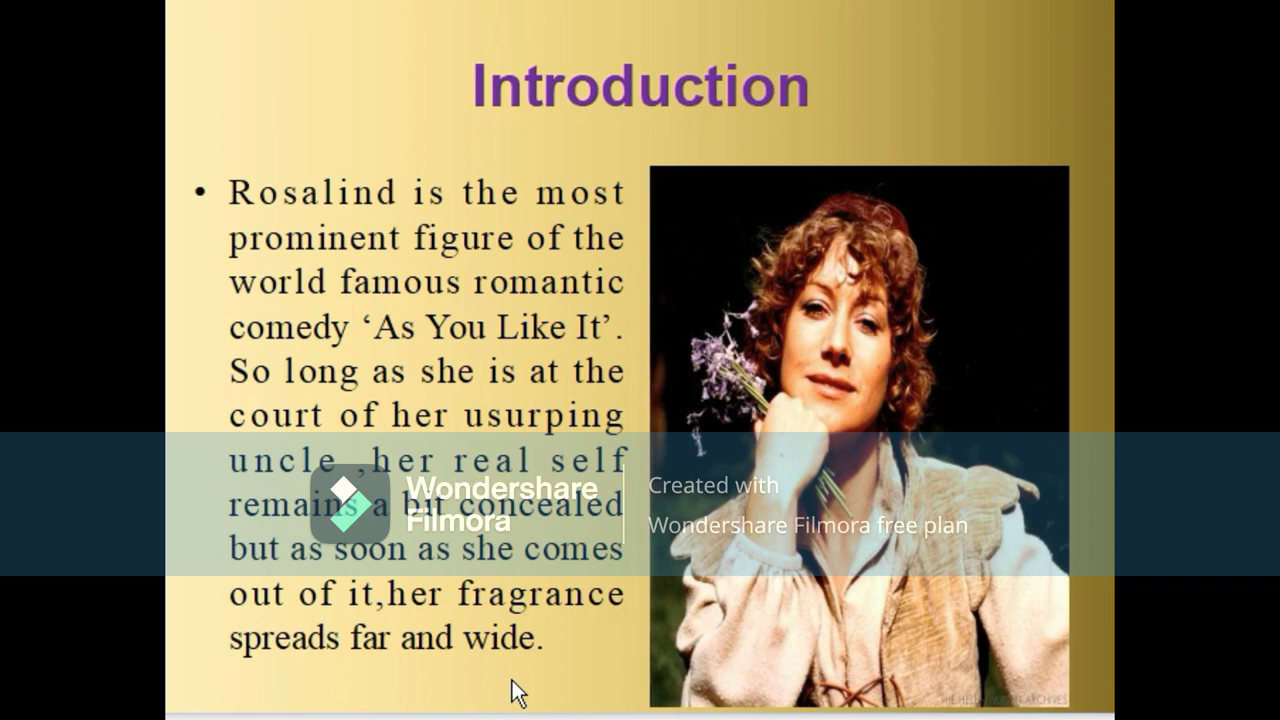 Introduction
• Rosalind is the most
prominent figure of the
world famous romantic
comedy ‘As You Like It’.
So long as she is at the
court of her usurping
uncle ,her real self
remains a bit concealed
but as soon as she comes
out of it,her fragrance
spreads far and wide.
Wondershare
Filmora
Created with
Wondershare Filmora free plan